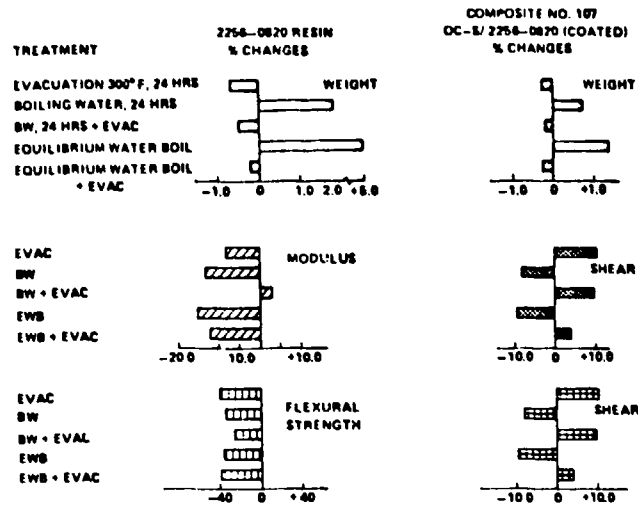 COMPOSITE NO. 107
2256-0820 RESIN OC-S/ 2256-0820 (COATED)
TREATMENT % CHANGES % CHANGES
EVACUATION 300° F, 24 HRS WEIGHT WEIGHT
BOILING WATER, 24 HRS
BW, 24 HRS + EVAC
EQUILIBRIUM WATER BOIL
EQUILIBRIUM WATER BOIL
+ EVAC
-1.0 0 1.0 2.0 +6.0 -1.0 0 +1.0
EVAC MODULUS
BW SHEAR
BW + EVAC
EWB
EWB + EVAC
-20.0 10.0 +10.0 -10.0 0 +10.0
EVAC FLEXURAL SHEAR
BW STRENGTH
BW + EVAL
EWB
EWB + EVAC
-40 0 +40 -10.0 0 +10.0